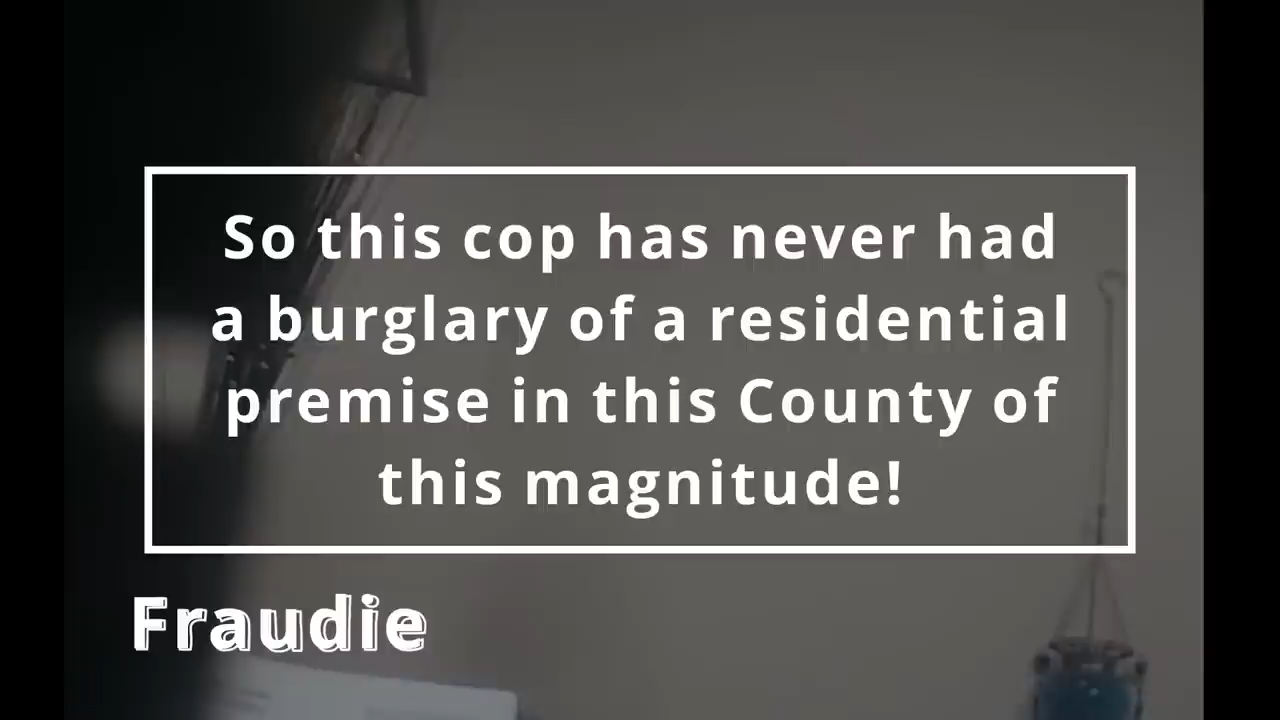 So this cop has never had
a burglary of a residential
premise in this County of
this magnitude!
Fraudie